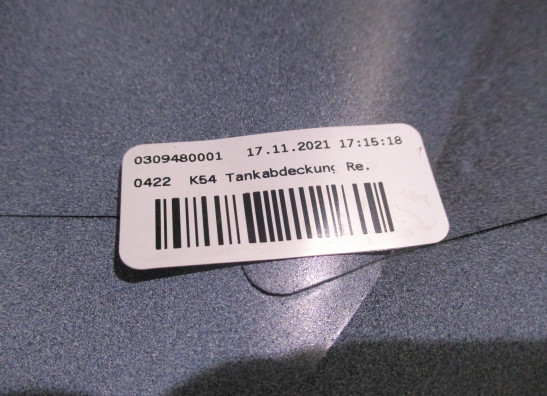 0309480001 17.11.2021 17:15:18
0422 K54 Tankabdeckung Re.